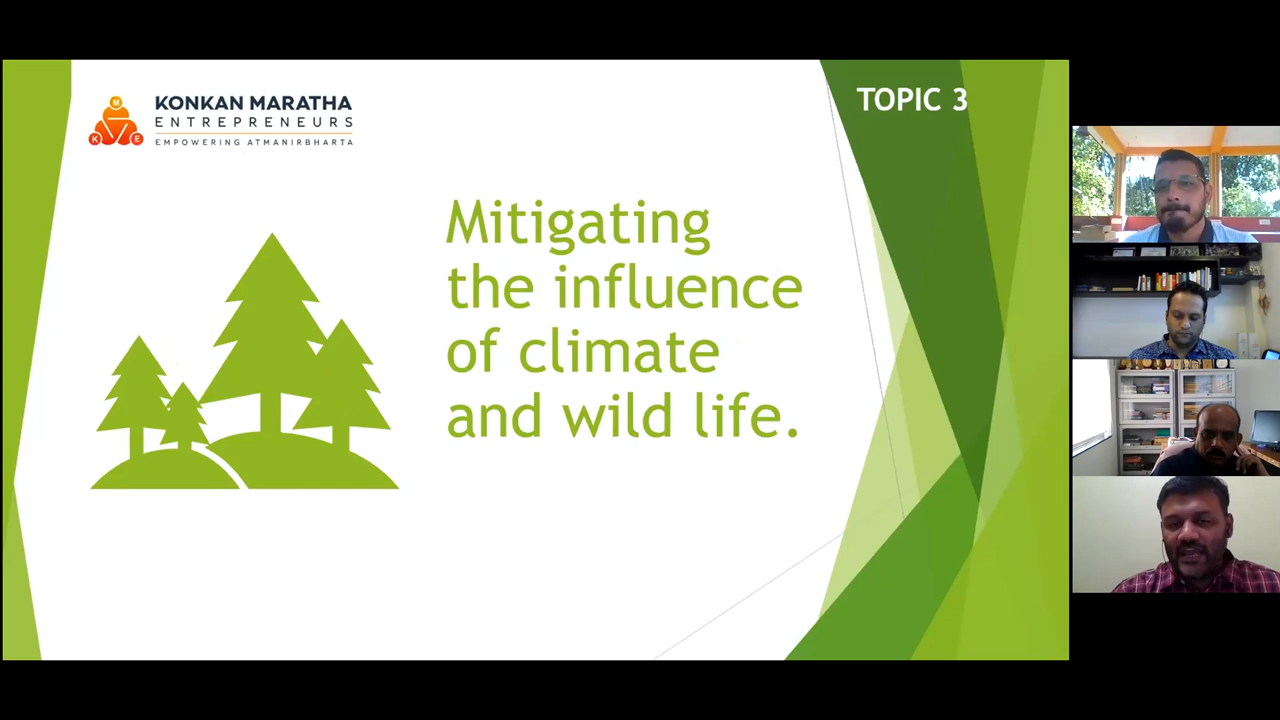 KONKAN MARATHA
ENTREPRENEURS
EMPOWERING ATMANIRBHARTA
M
K
E
TOPIC 3
Mitigating
the influence
of climate
and wild life.